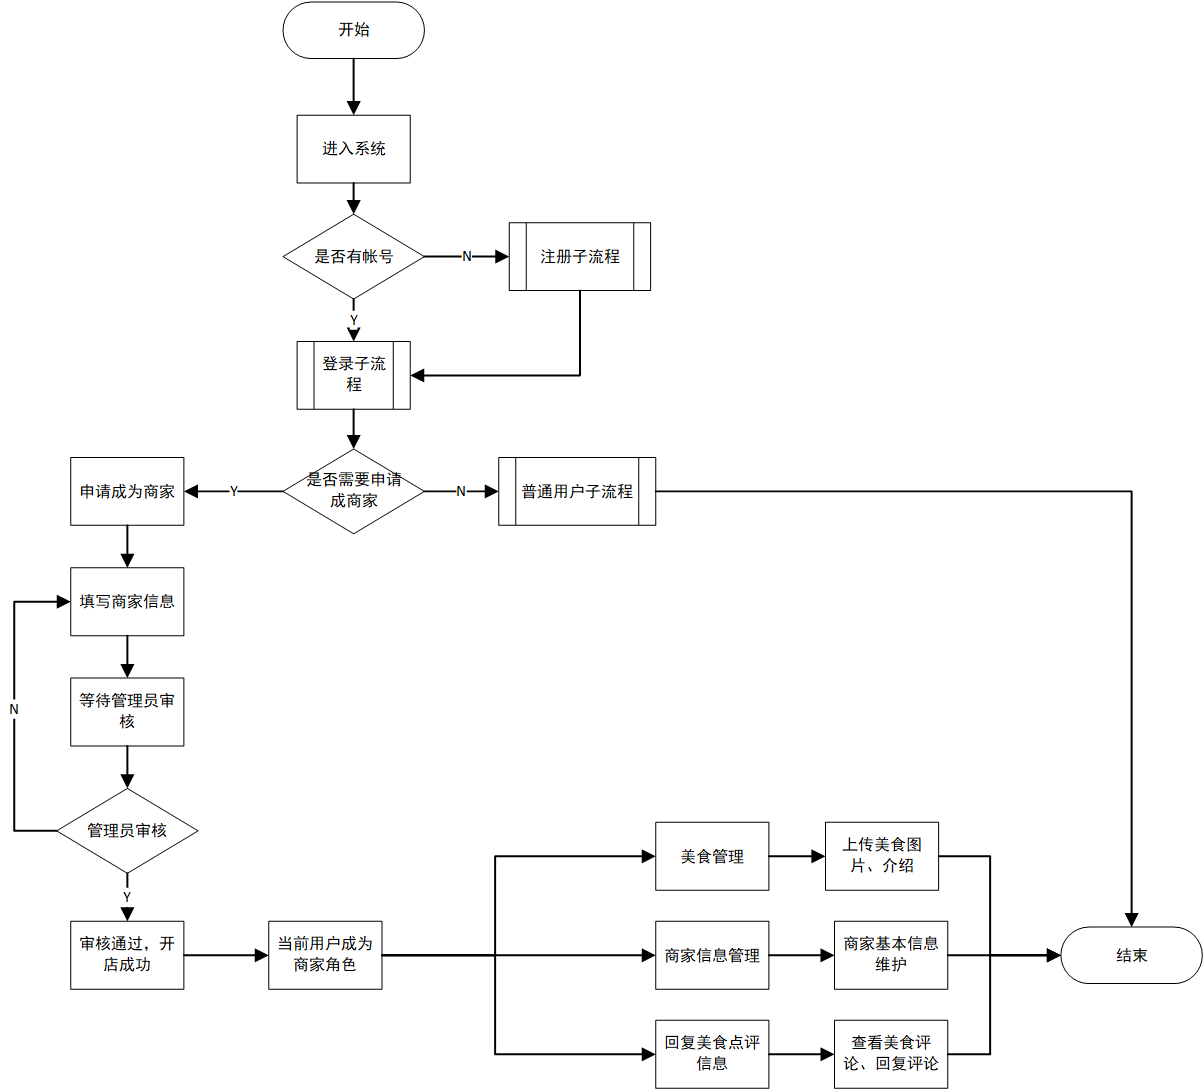 开始
进入系统
是否有帐号
N
注册子流程
Y
登录子流
程
申请成为商家
Y
是否需要申请
成商家
N
普通用户子流程
填写商家信息
等待管理员审
核
N
管理员审核
Y
美食管理
上传美食图
片、介绍
审核通过，开
店成功
当前用户成为
商家角色
商家信息管理
商家基本信息
维护
结束
回复美食点评
信息
查看美食评
论、回复评论